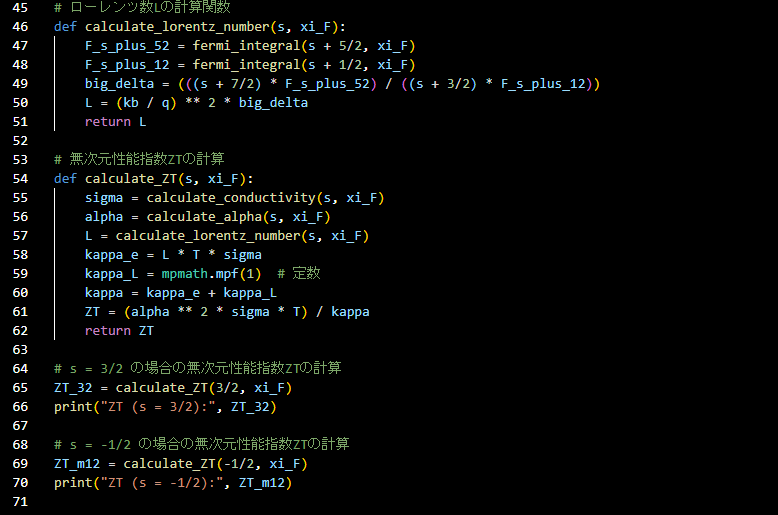 45 # ローレンツ数Lの計算関数
46 def calculate_lorentz_number(s, xi_F):
47     F_s_plus_52 = fermi_integral(s + 5/2, xi_F)
48     F_s_plus_12 = fermi_integral(s + 1/2, xi_F)
49     big_delta = (((s + 7/2) * F_s_plus_52) / ((s + 3/2) * F_s_plus_12))
50     L = (kb / q) ** 2 * big_delta
51     return L
52
53 # 無次元性能指数ZTの計算
54 def calculate_ZT(s, xi_F):
55     sigma = calculate_conductivity(s, xi_F)
56     alpha = calculate_alpha(s, xi_F)
57     L = calculate_lorentz_number(s, xi_F)
58     kappa_e = L * T * sigma
59     kappa_L = mpmath.mpf(1)  # 定数
60     kappa = kappa_e + kappa_L
61     ZT = (alpha ** 2 * sigma * T) / kappa
62     return ZT
63
64 # s = 3/2 の場合の無次元性能指数ZTの計算
65 ZT_32 = calculate_ZT(3/2, xi_F)
66 print("ZT (s = 3/2):", ZT_32)
67
68 # s = -1/2 の場合の無次元性能指数ZTの計算
69 ZT_m12 = calculate_ZT(-1/2, xi_F)
70 print("ZT (s = -1/2):", ZT_m12)
71